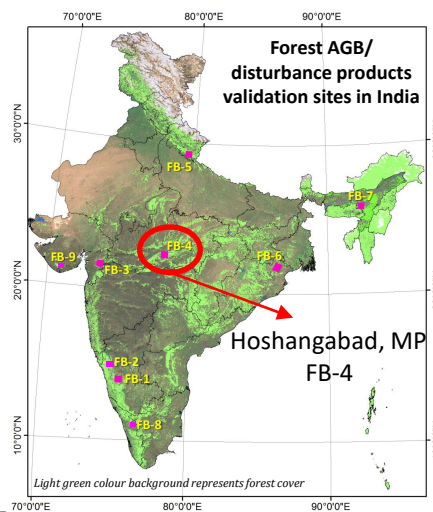 70°0'0"E 80°0'0"E 90°0'0"E
Forest AGB/
disturbance products
validation sites in India
30°0'0"N
FB-5
FB-7
FB-4
FB-9
FB-3
FB-6
20°0'0"N
Hoshangabad, MP
FB-4
FB-2
FB-1
FB-8
10°0'0"N
Light green colour background represents forest cover
70°0'0"E 80°0'0"E 90°0'0"E